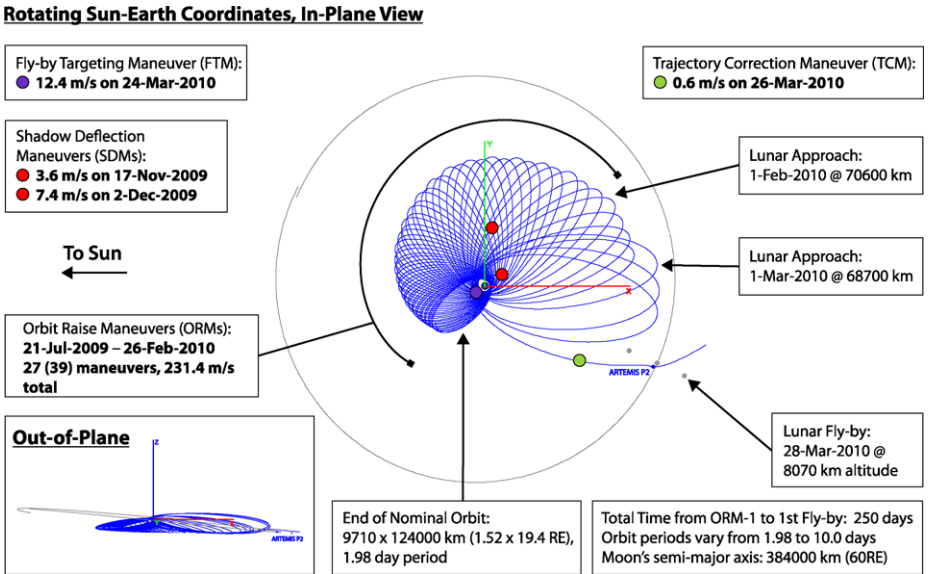 Rotating Sun-Earth Coordinates, In-Plane View
Fly-by Targeting Maneuver (FTM):
12.4 m/s on 24-Mar-2010
Trajectory Correction Maneuver (TCM):
0.6 m/s on 26-Mar-2010
Shadow Deflection
Maneuvers (SDMs):
3.6 m/s on 17-Nov-2009
7.4 m/s on 2-Dec-2009
Y
Lunar Approach:
1-Feb-2010 @ 70600 km
To Sun
Lunar Approach:
1-Mar-2010 @ 68700 km
X
Orbit Raise Maneuvers (ORMs):
21-Jul-2009 – 26-Feb-2010
27 (39) maneuvers, 231.4 m/s
total
ARTEMIS P2
Lunar Fly-by:
28-Mar-2010 @
8070 km altitude
Out-of-Plane
Z
X
ARTEMIS P2
End of Nominal Orbit:
9710 x 124000 km (1.52 x 19.4 RE),
1.98 day period
Total Time from ORM-1 to 1st Fly-by: 250 days
Orbit periods vary from 1.98 to 10.0 days
Moon's semi-major axis: 384000 km (60RE)